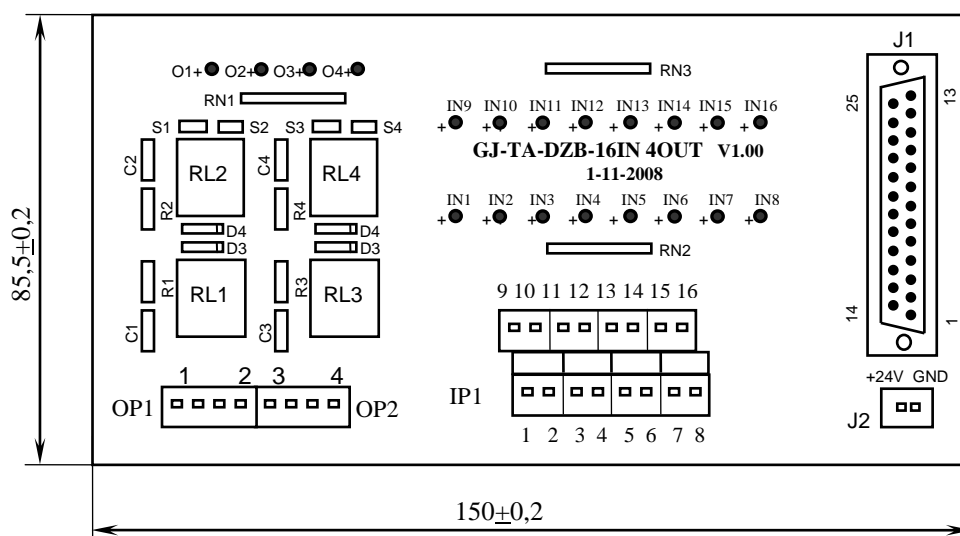 J1
O1+ O2+ O3+ O4+
RN3
25 13
RN1
IN9 IN10 IN11 IN12 IN13 IN14 IN15 IN16
+ + + + + + + +
S1 S2 S3 S4
GJ-TA-DZB-16IN 4OUT V1.00
1-11-2008
C2 RL2 C4 RL4
R2 R4
IN1 IN2 IN3 IN4 IN5 IN6 IN7 IN8
+ + + + + + + +
D4 D4
D3 D3
RN2
85,5±0,2
R1 RL1 R3 RL3
9 10 11 12 13 14 15 16
14 1
C1 C3
+24V GND
1 2 3 4
OP1 OP2
IP1
J2
1 2 3 4 5 6 7 8
150±0,2